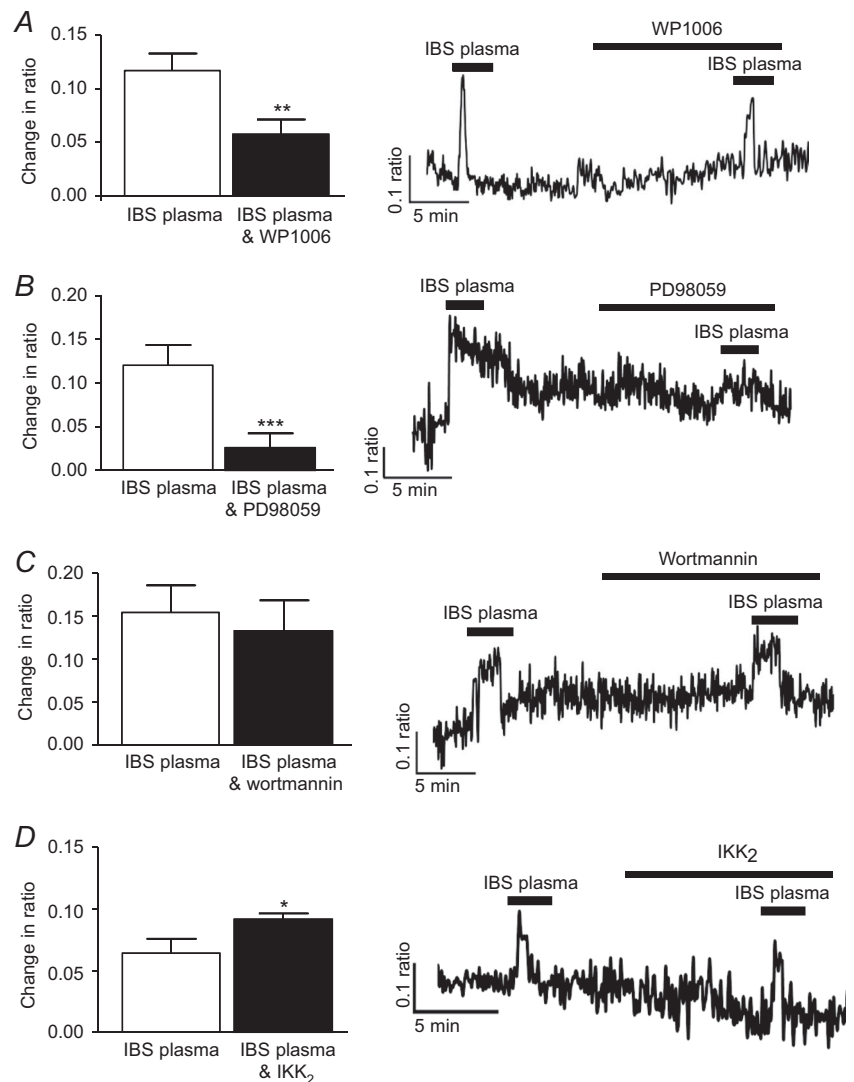 A
Change in ratio
0.15
0.10
0.05
0.00
**
IBS plasma
IBS plasma
& WP1006
WP1006
IBS plasma
IBS plasma
0.1 ratio
5 min
B
Change in ratio
0.20
0.15
0.10
0.05
0.00
***
IBS plasma
IBS plasma
& PD98059
PD98059
IBS plasma
IBS plasma
0.1 ratio
5 min
C
Change in ratio
0.20
0.15
0.10
0.05
0.00
IBS plasma
IBS plasma
& wortmannin
Wortmannin
IBS plasma
IBS plasma
0.1 ratio
5 min
D
Change in ratio
0.15
0.10
0.05
0.00
*
IBS plasma
IBS plasma
& IKK2
IKK2
IBS plasma
IBS plasma
0.1 ratio
5 min